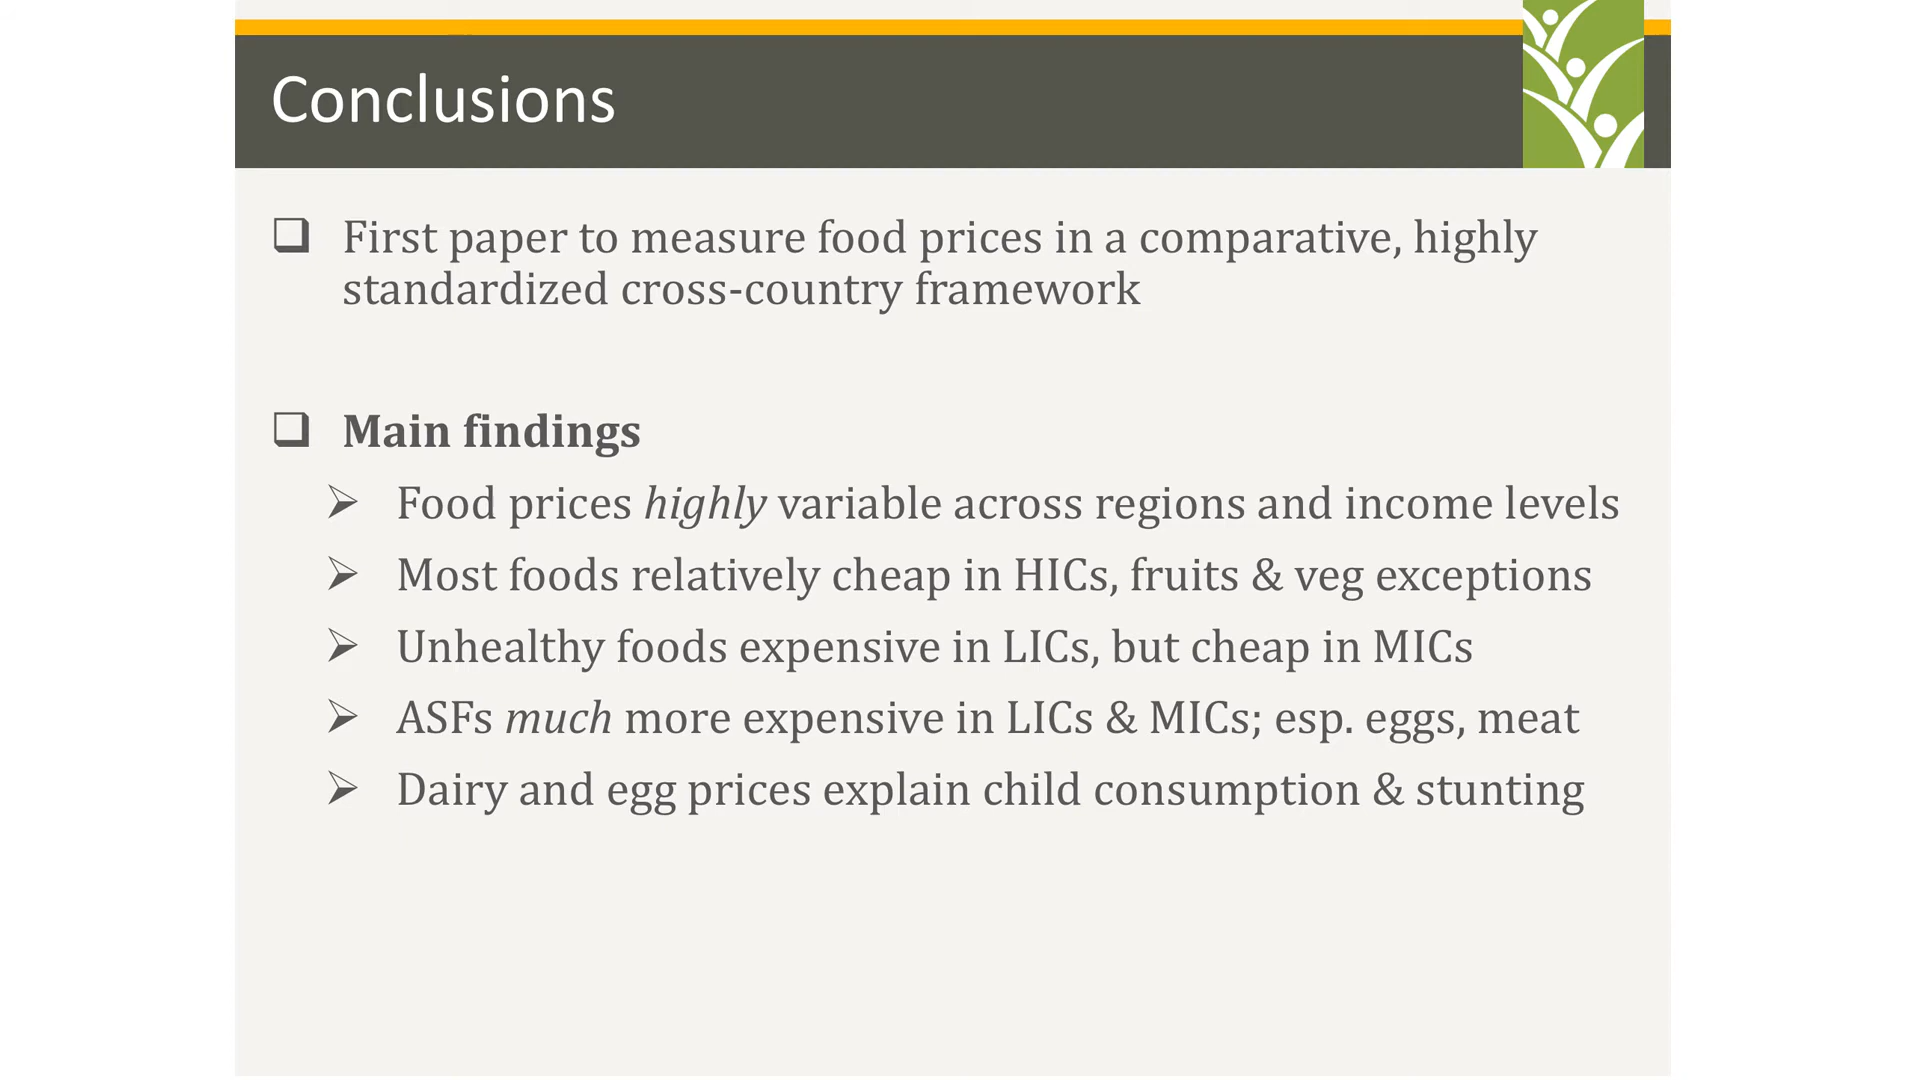 Conclusions
First paper to measure food prices in a comparative, highly
standardized cross-country framework
Main findings
Food prices highly variable across regions and income levels
Most foods relatively cheap in HICs, fruits & veg exceptions
Unhealthy foods expensive in LICs, but cheap in MICs
ASFs much more expensive in LICs & MICs; esp. eggs, meat
Dairy and egg prices explain child consumption & stunting